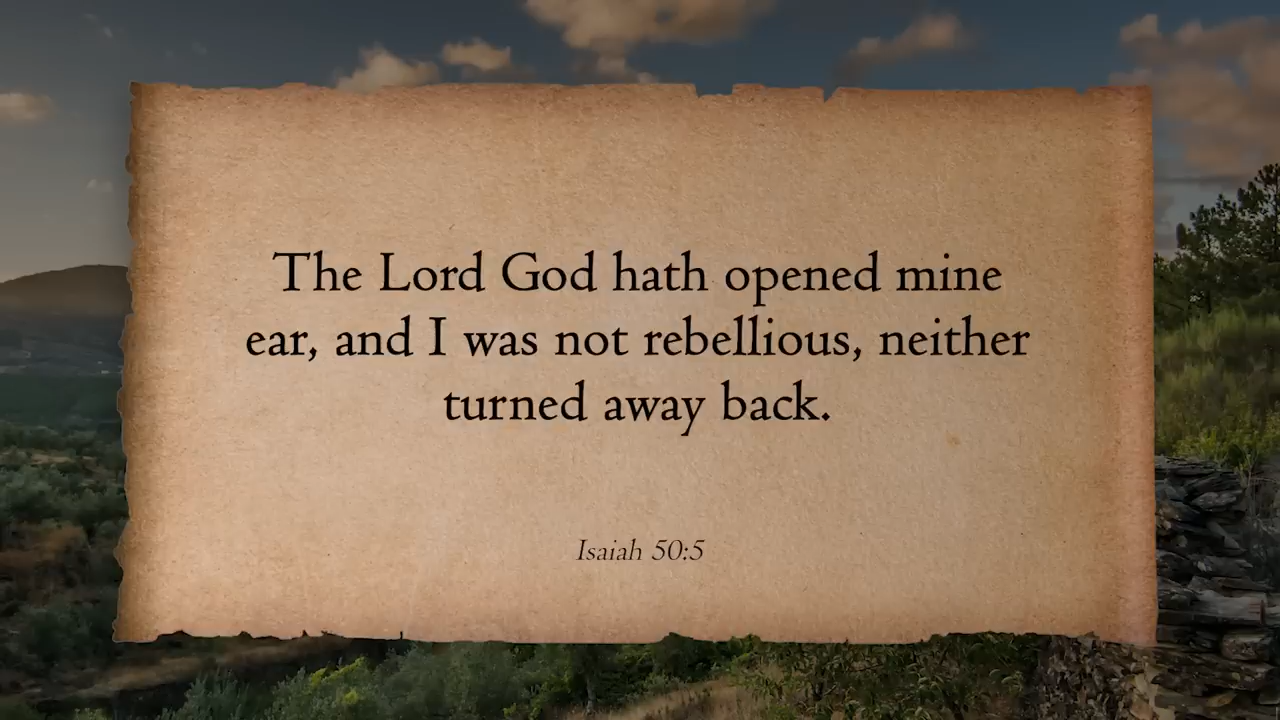 The Lord God hath opened mine
ear, and I was not rebellious, neither
turned away back.
Isaiah 50:5